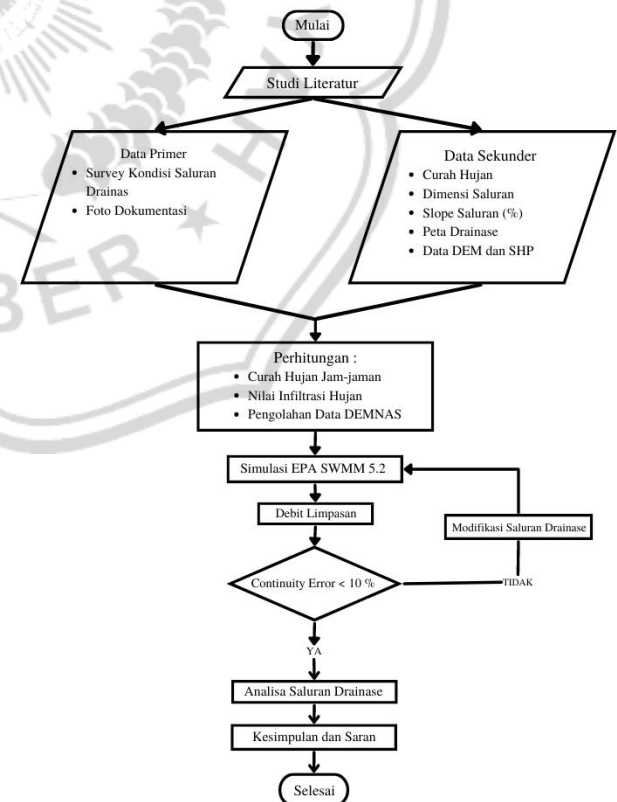 Mulai
Studi Literatur
Data Primer
• Survey Kondisi Saluran
Drainas
• Foto Dokumentasi
Data Sekunder
• Curah Hujan
• Dimensi Saluran
• Slope Saluran (%)
• Peta Drainase
• Data DEM dan SHP
Perhitungan :
• Curah Hujan Jam-jaman
• Nilai Infiltrasi Hujan
• Pengolahan Data DEMNAS
Simulasi EPA SWMM 5.2
Debit Limpasan
Modifikasi Saluran Drainase
Continuity Error < 10 %
TIDAK
YA
Analisa Saluran Drainase
Kesimpulan dan Saran
Selesai
BER